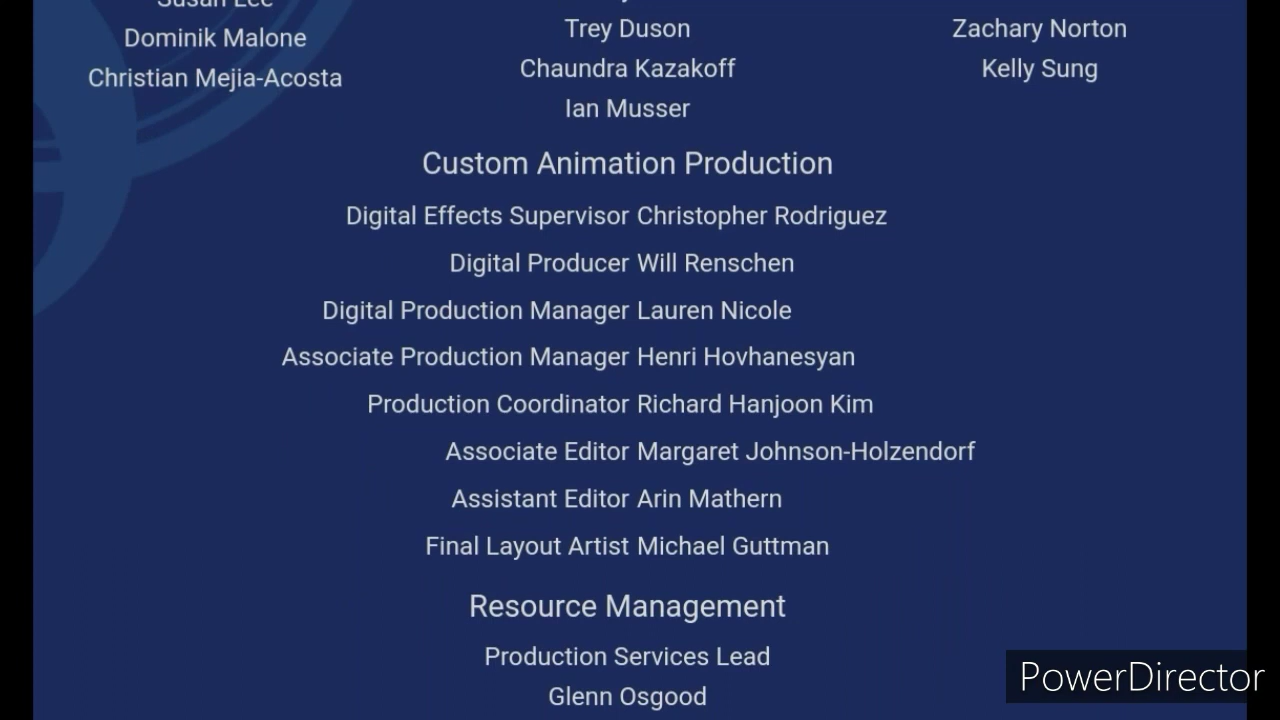 Susan Lee
Dominik Malone
Christian Mejia-Acosta
Trey Duson
Chaundra Kazakoff
Ian Musser
Zachary Norton
Kelly Sung
Custom Animation Production
Digital Effects Supervisor Christopher Rodriguez
Digital Producer Will Renschen
Digital Production Manager Lauren Nicole
Associate Production Manager Henri Hovhanesyan
Production Coordinator Richard Hanjoon Kim
Associate Editor Margaret Johnson-Holzendorf
Assistant Editor Arin Mathern
Final Layout Artist Michael Guttman
Resource Management
Production Services Lead
Glenn Osgood
PowerDirector